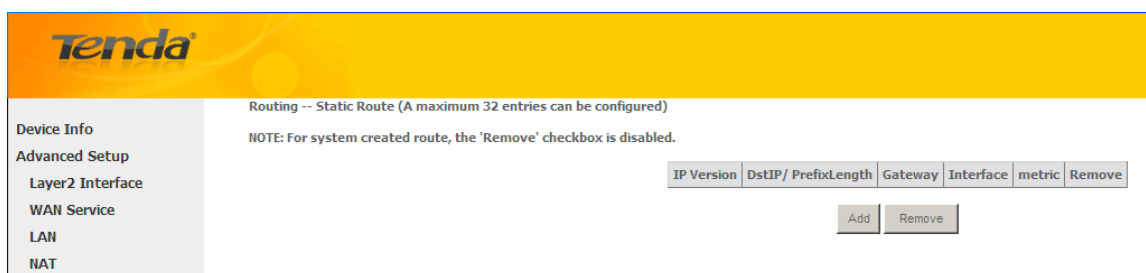 Tenda®
Routing -- Static Route (A maximum 32 entries can be configured)
NOTE: For system created route, the 'Remove' checkbox is disabled.
Device Info
Advanced Setup
Layer2 Interface
WAN Service
LAN
NAT
IP Version DstIP/ PrefixLength Gateway Interface metric Remove
Add Remove